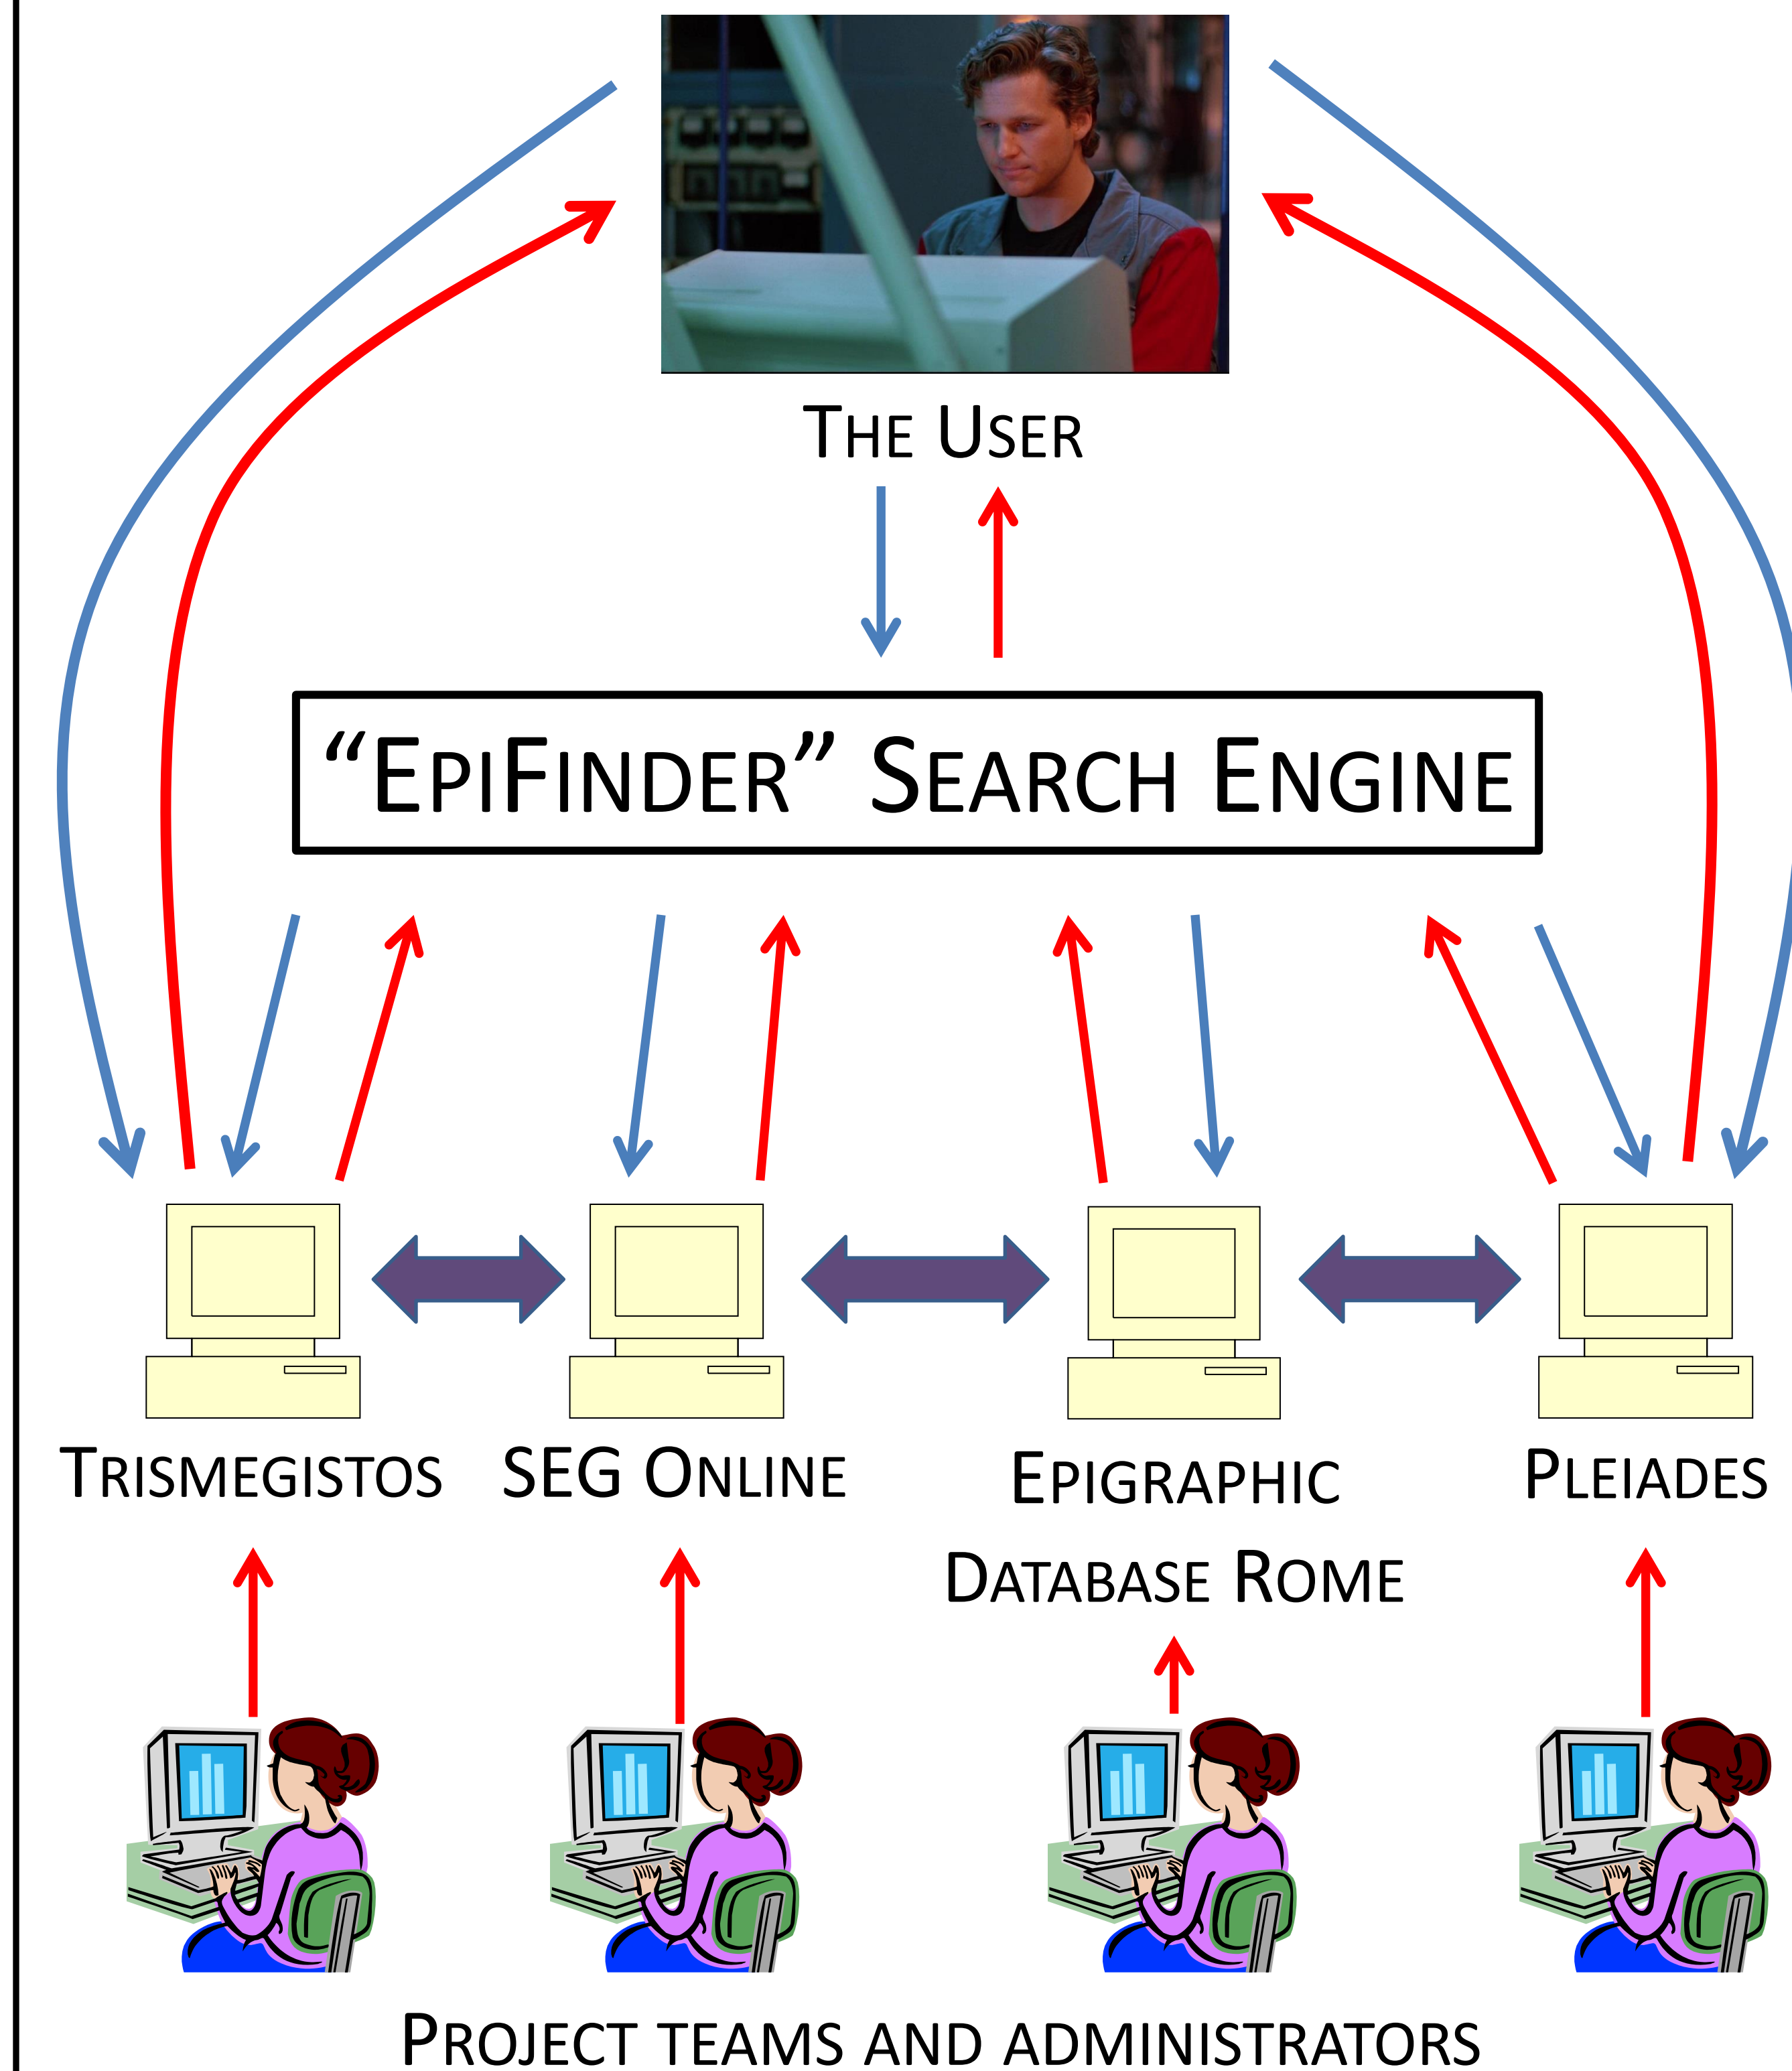 The User
“EpiFinder” Search Engine
Trismegistos
SEG Online
Epigraphic
Database Rome
Pleiades
Project teams and administrators